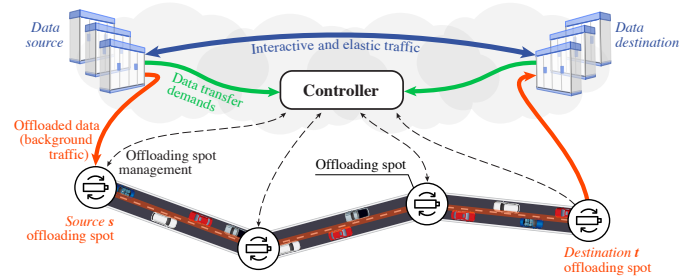 Data
source
Interactive and elastic traffic
Data
destination
Data transfer
demands
Controller
Offloaded data
(background
traffic)
Offloading spot
management
Offloading spot
Source s
offloading spot
Destination t
offloading spot